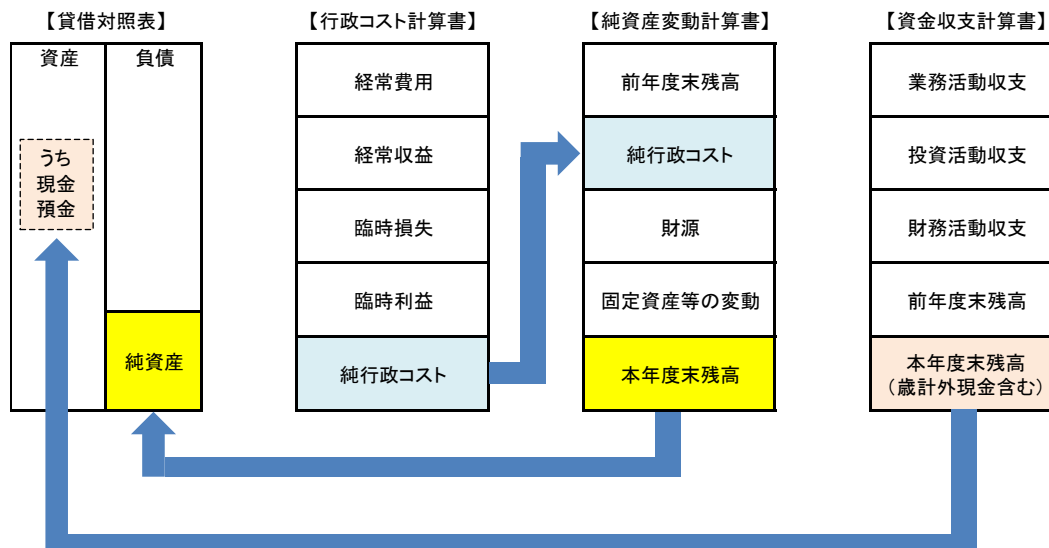 【貸借対照表】
資産
負債
うち
現金
預金
純資産
【行政コスト計算書】
経常費用
経常収益
臨時損失
臨時利益
純行政コスト
【純資産変動計算書】
前年度末残高
純行政コスト
財源
固定資産等の変動
本年度末残高
【資金収支計算書】
業務活動収支
投資活動収支
財務活動収支
前年度末残高
本年度末残高
（歳計外現金含む）